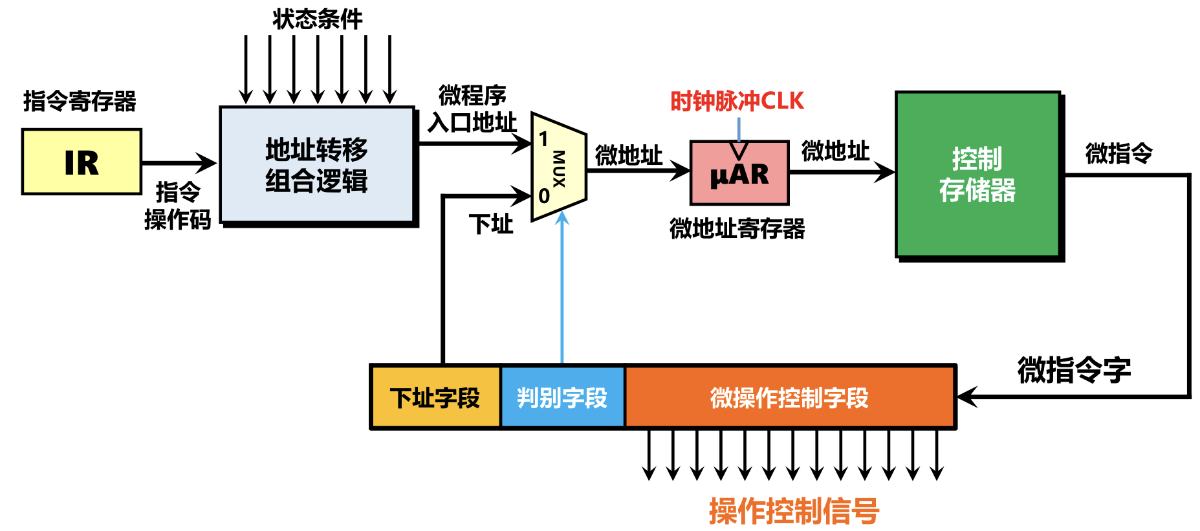 状态条件
指令寄存器
IR
指令
操作码
地址转移
组合逻辑
微程序
入口地址
1
MUX
0
下址
微地址
时钟脉冲CLK
μAR
微地址寄存器
微地址
控制
存储器
微指令
微指令字
下址字段
判别字段
微操作控制字段
操作控制信号